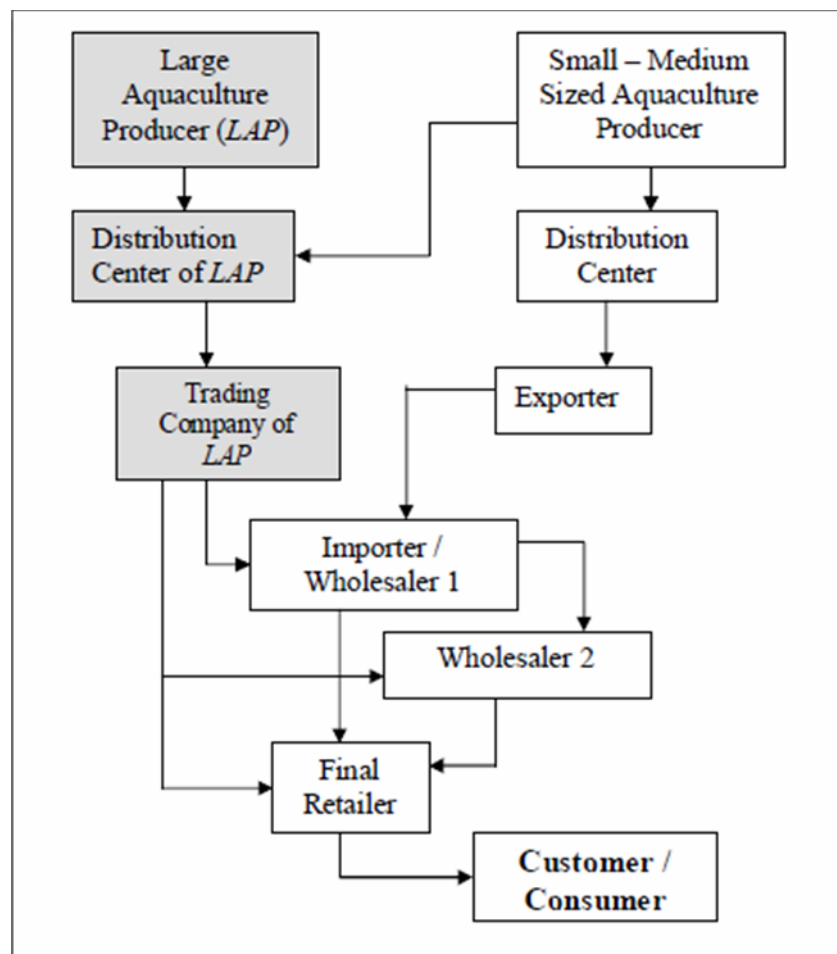 Large
Aquaculture
Producer (LAP)
Small – Medium
Sized Aquaculture
Producer
Distribution
Center of LAP
Distribution
Center
Trading
Company of
LAP
Exporter
Importer /
Wholesaler 1
Wholesaler 2
Final
Retailer
Customer /
Consumer